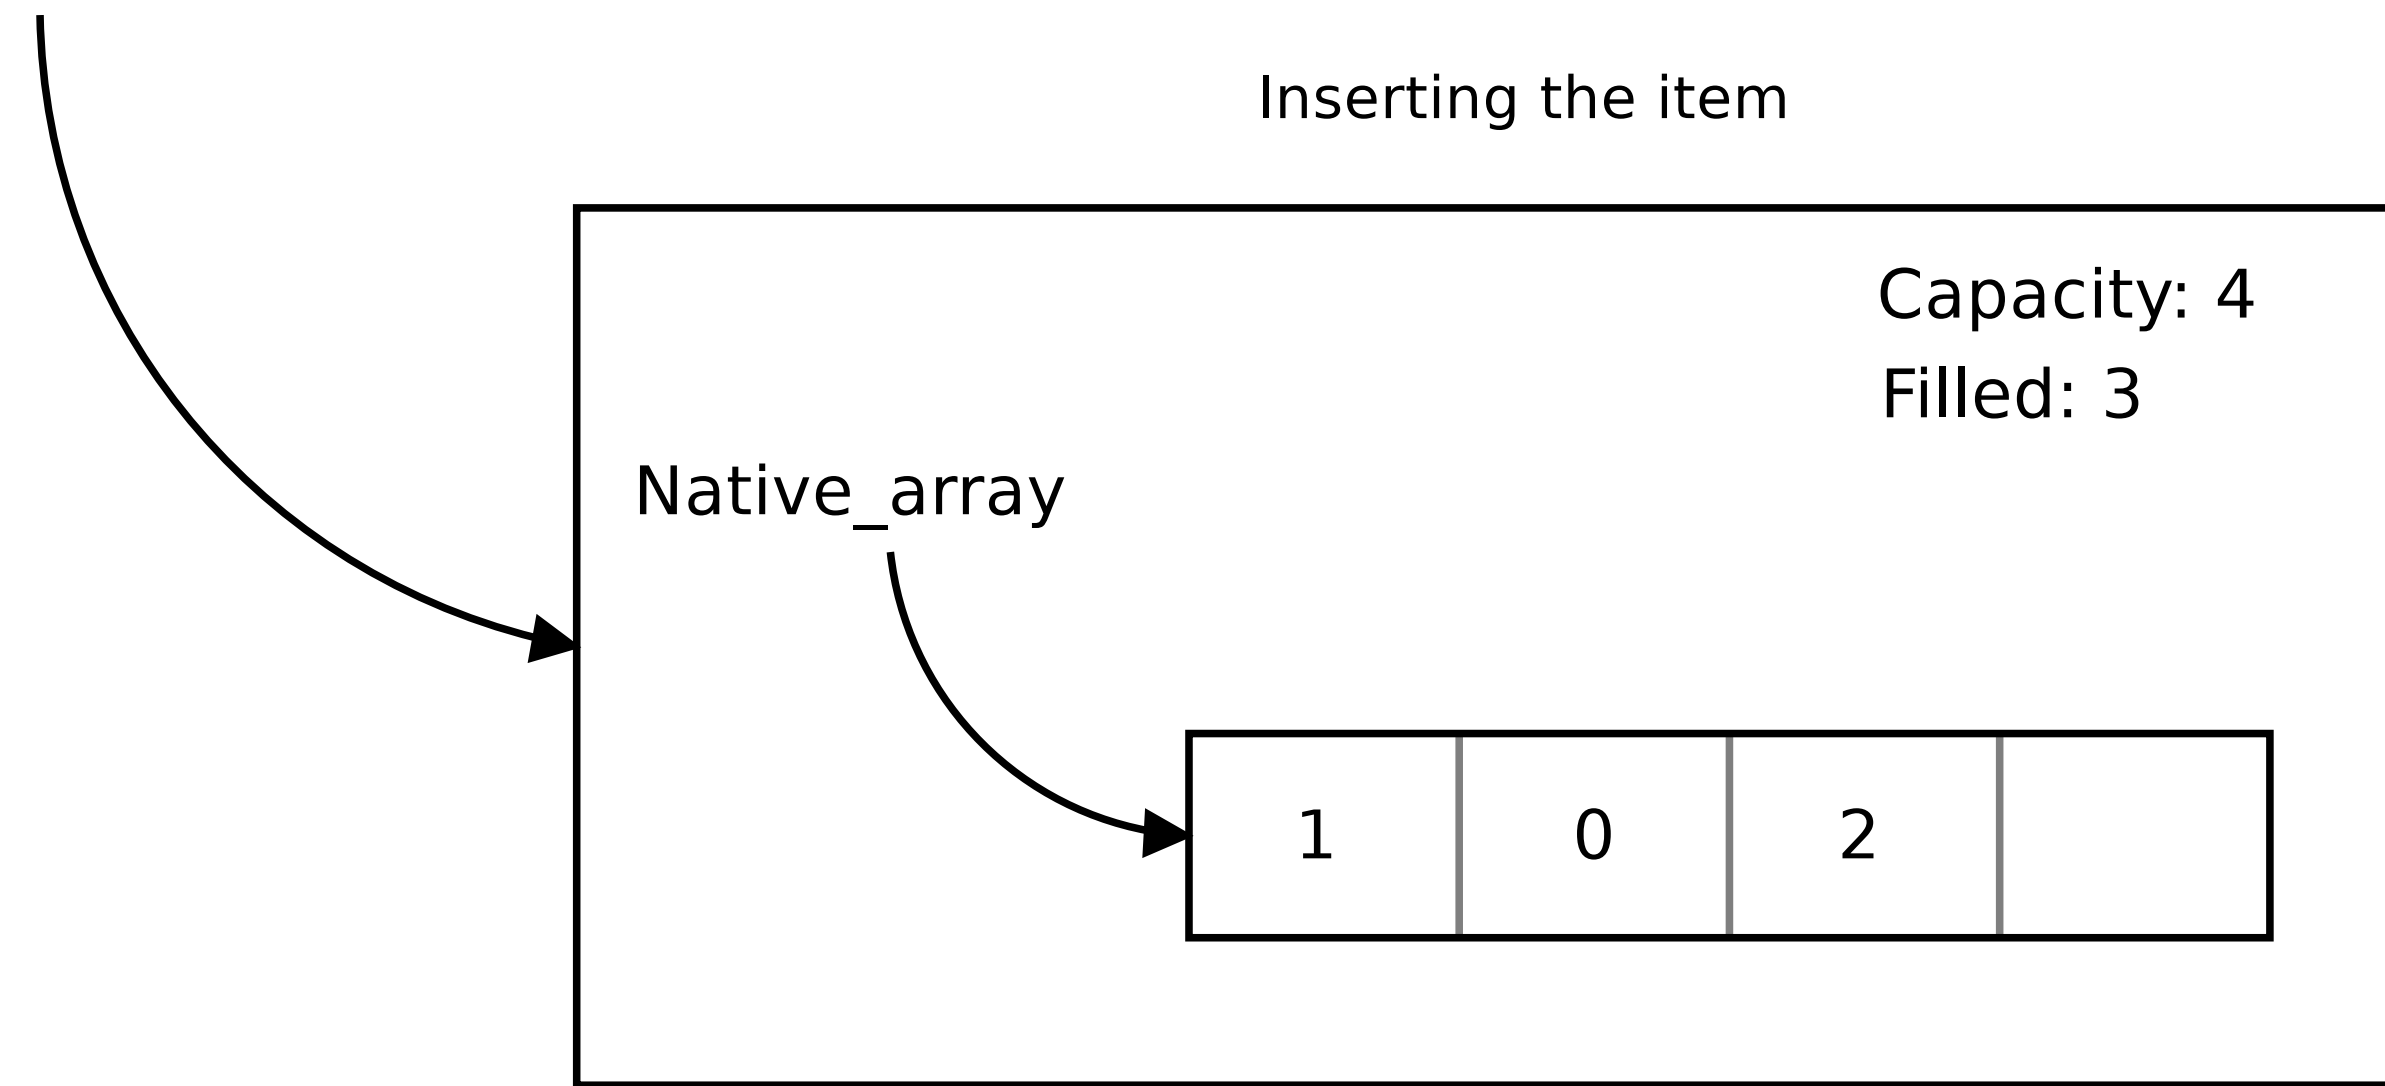 Inserting the item
Capacity: 4
Filled: 3
Native_array
1 0 2